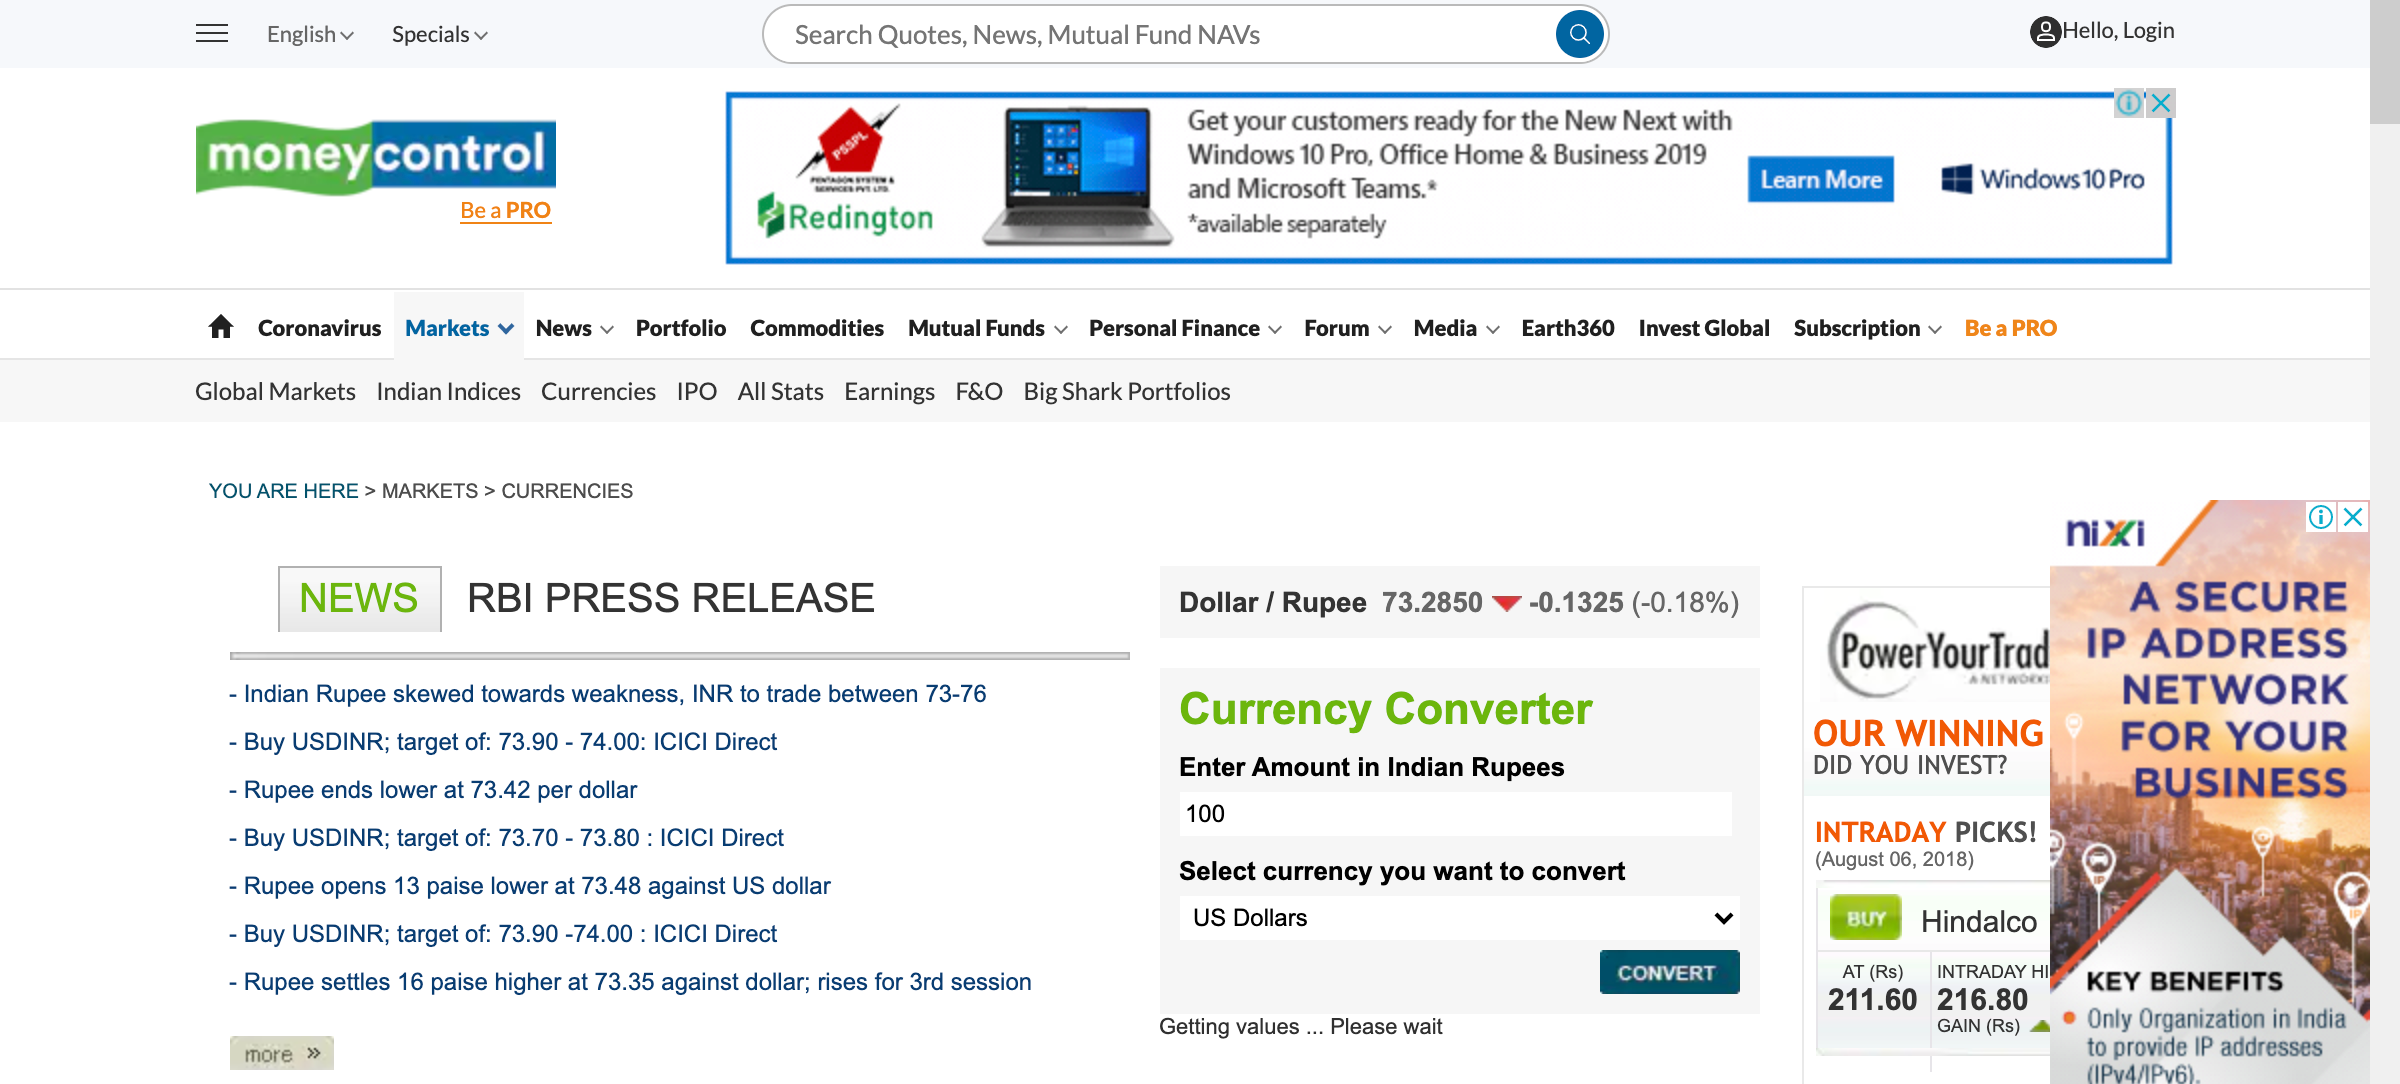 English
Specials
Search Quotes, News, Mutual Fund NAVs
Hello, Login
moneycontrol
Be a PRO
PSSPL
PENTAGON SYSTEM &
SERVICES PVT. LTD.
Redington
Get your customers ready for the New Next with
Windows 10 Pro, Office Home & Business 2019
and Microsoft Teams.*
*available separately
Learn More
Windows 10 Pro
Coronavirus Markets News Portfolio Commodities Mutual Funds Personal Finance Forum Media Earth360 Invest Global Subscription Be a PRO
Global Markets Indian Indices Currencies IPO All Stats Earnings F&O Big Shark Portfolios
YOU ARE HERE > MARKETS > CURRENCIES
NEWS RBI PRESS RELEASE
- Indian Rupee skewed towards weakness, INR to trade between 73-76
- Buy USDINR; target of: 73.90 - 74.00: ICICI Direct
- Rupee ends lower at 73.42 per dollar
- Buy USDINR; target of: 73.70 - 73.80 : ICICI Direct
- Rupee opens 13 paise lower at 73.48 against US dollar
- Buy USDINR; target of: 73.90 -74.00 : ICICI Direct
- Rupee settles 16 paise higher at 73.35 against dollar; rises for 3rd session
more »
Dollar / Rupee 73.2850 -0.1325 (-0.18%)
Currency Converter
Enter Amount in Indian Rupees
100
Select currency you want to convert
US Dollars
CONVERT
Getting values ... Please wait
PowerYourTrad
A NETWORK
OUR WINNING
DID YOU INVEST?
INTRADAY PICKS!
(August 06, 2018)
BUY Hindalco
AT (Rs) INTRADAY HI
211.60 216.80
GAIN (Rs)
nixi
A SECURE
IP ADDRESS
NETWORK
FOR YOUR
BUSINESS
IP
IP
KEY BENEFITS
Only Organization in India
to provide IP addresses
(IPv4/IPv6).